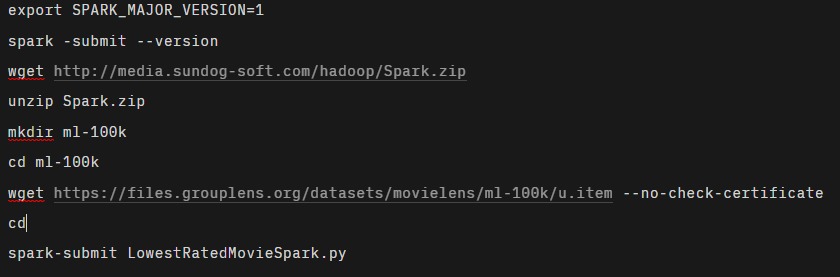 export SPARK_MAJOR_VERSION=1
spark -submit --version
wget http://media.sundog-soft.com/hadoop/Spark.zip
unzip Spark.zip
mkdir ml-100k
cd ml-100k
wget https://files.grouplens.org/datasets/movielens/ml-100k/u.item --no-check-certificate
cd
spark-submit LowestRatedMovieSpark.py